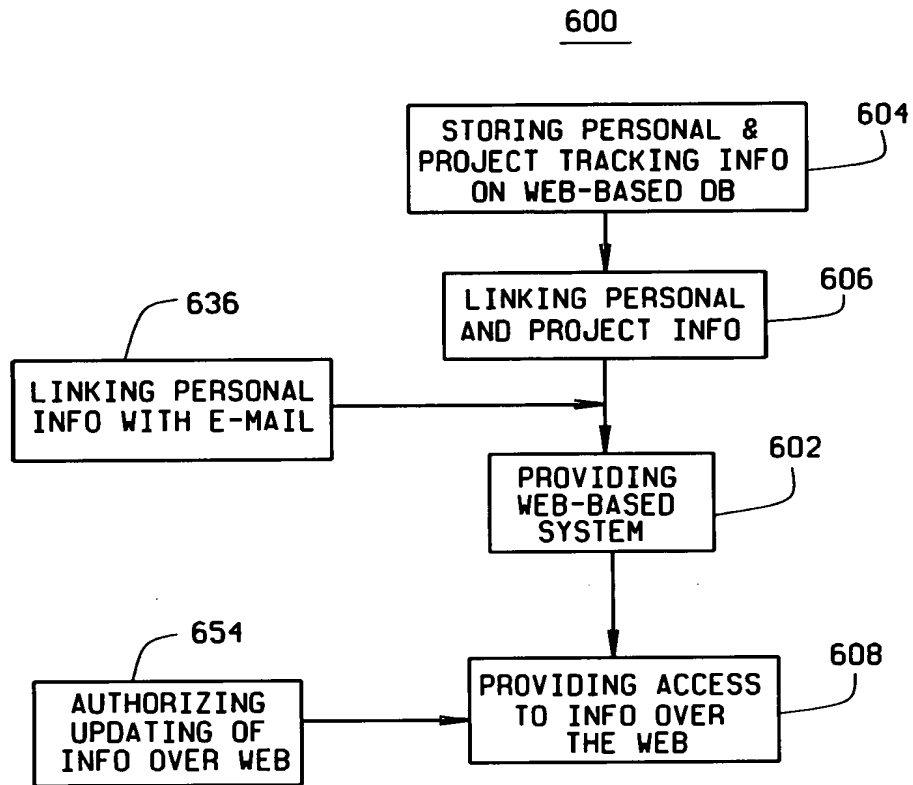 600
STORING PERSONAL &
PROJECT TRACKING INFO
ON WEB-BASED DB
604
LINKING PERSONAL
AND PROJECT INFO
606
636
LINKING PERSONAL
INFO WITH E-MAIL
PROVIDING
WEB-BASED
SYSTEM
602
654
AUTHORIZING
UPDATING OF
INFO OVER WEB
PROVIDING ACCESS
TO INFO OVER
THE WEB
608